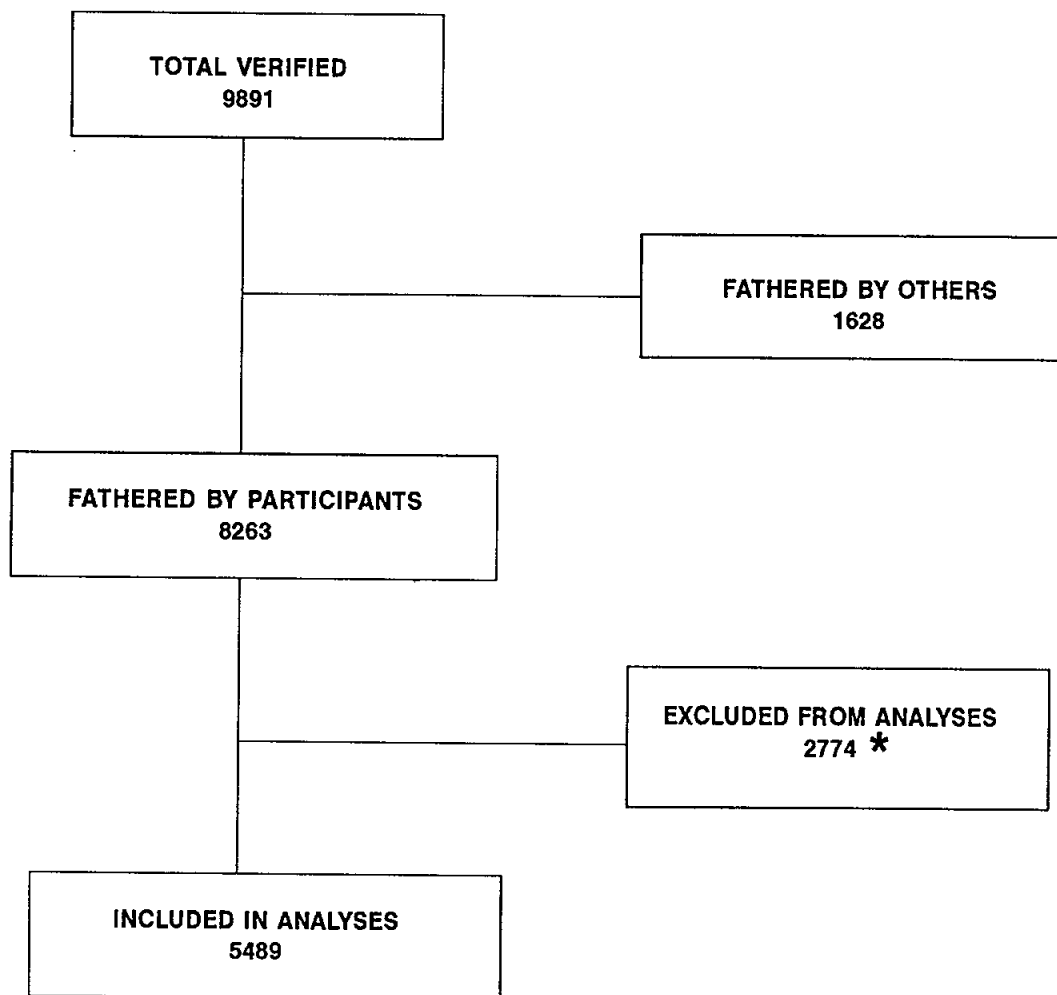 TOTAL VERIFIED
9891
FATHERED BY OTHERS
1628
FATHERED BY PARTICIPANTS
8263
EXCLUDED FROM ANALYSES
2774 *
INCLUDED IN ANALYSES
5489